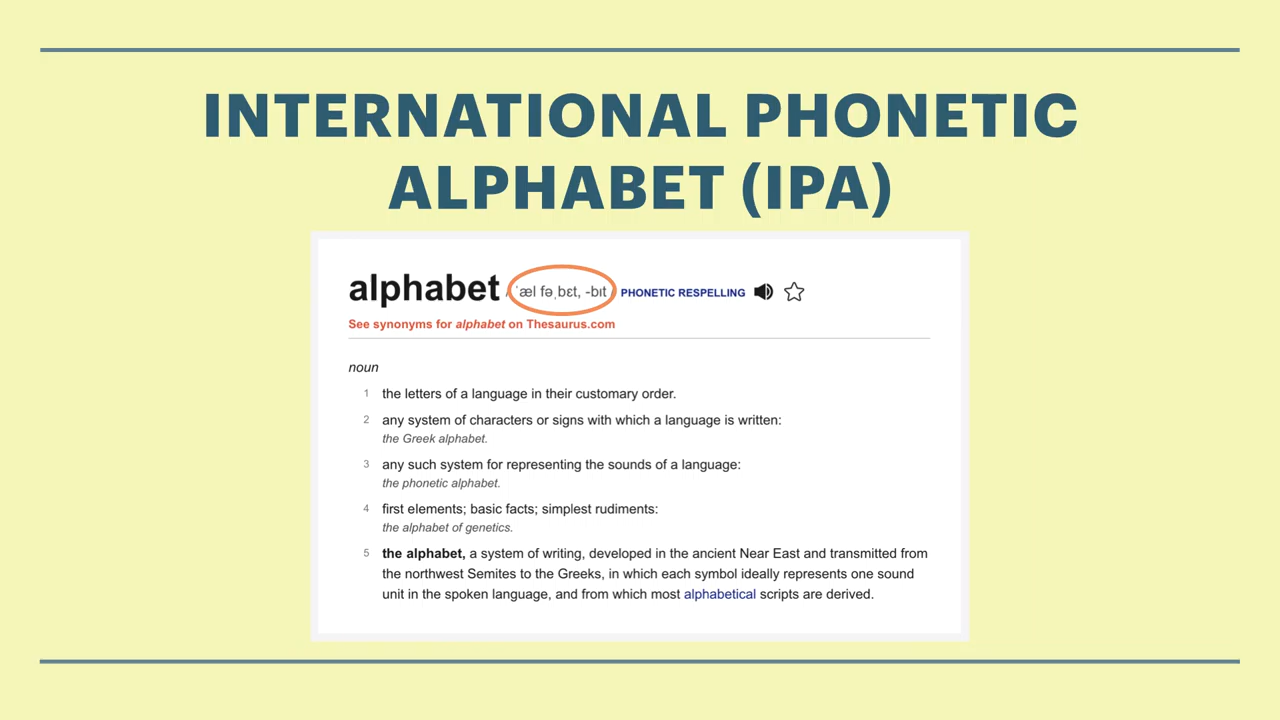 INTERNATIONAL PHONETIC
ALPHABET (IPA)
alphabet / ˈæl fəˌbɛt, -bɪt / PHONETIC RESPELLING
See synonyms for alphabet on Thesaurus.com
noun
1 the letters of a language in their customary order.
2 any system of characters or signs with which a language is written:
the Greek alphabet.
3 any such system for representing the sounds of a language:
the phonetic alphabet.
4 first elements; basic facts; simplest rudiments:
the alphabet of genetics.
5 the alphabet, a system of writing, developed in the ancient Near East and transmitted from
the northwest Semites to the Greeks, in which each symbol ideally represents one sound
unit in the spoken language, and from which most alphabetical scripts are derived.